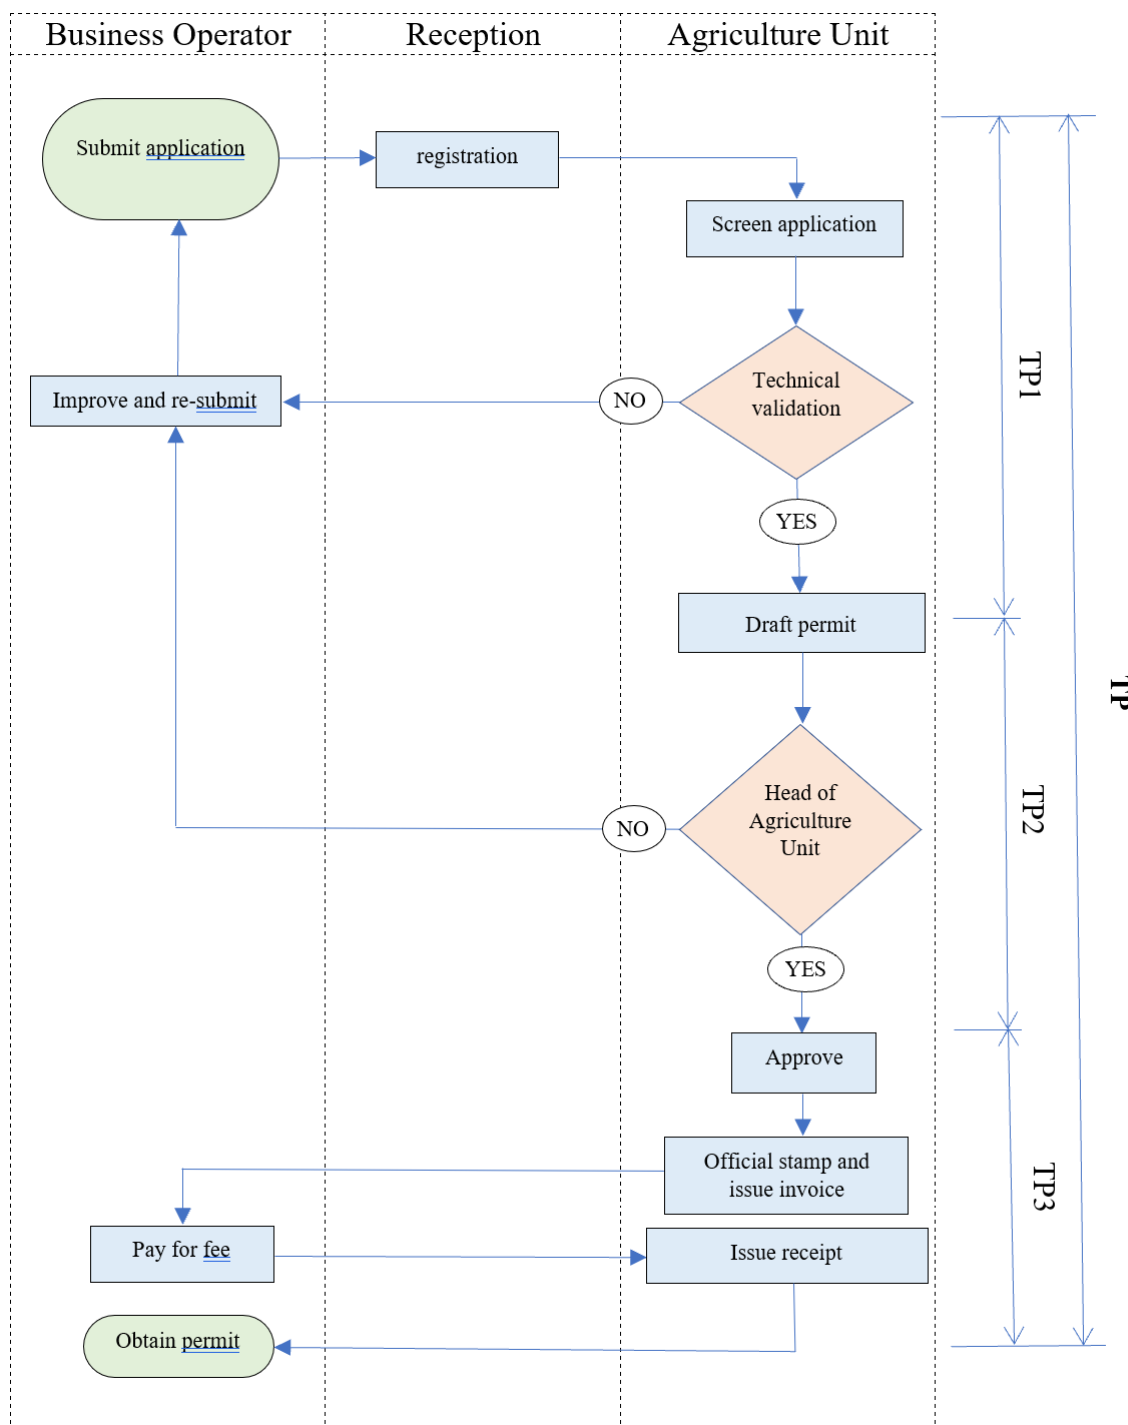 Business Operator
Reception
Agriculture Unit
Submit application
registration
Screen application
Technical
validation
NO
Improve and re-submit
YES
TP1
Draft permit
TP
Head of
Agriculture
Unit
NO
TP2
YES
Approve
Official stamp and
issue invoice
TP3
Pay for fee
Issue receipt
Obtain permit